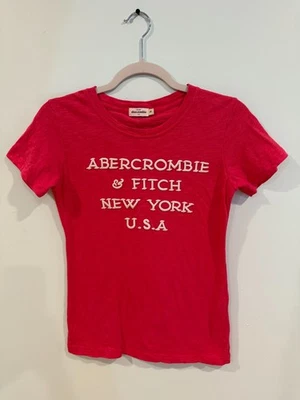 ABERCROMBIE
& FITCH
NEW YORK
U.S.A